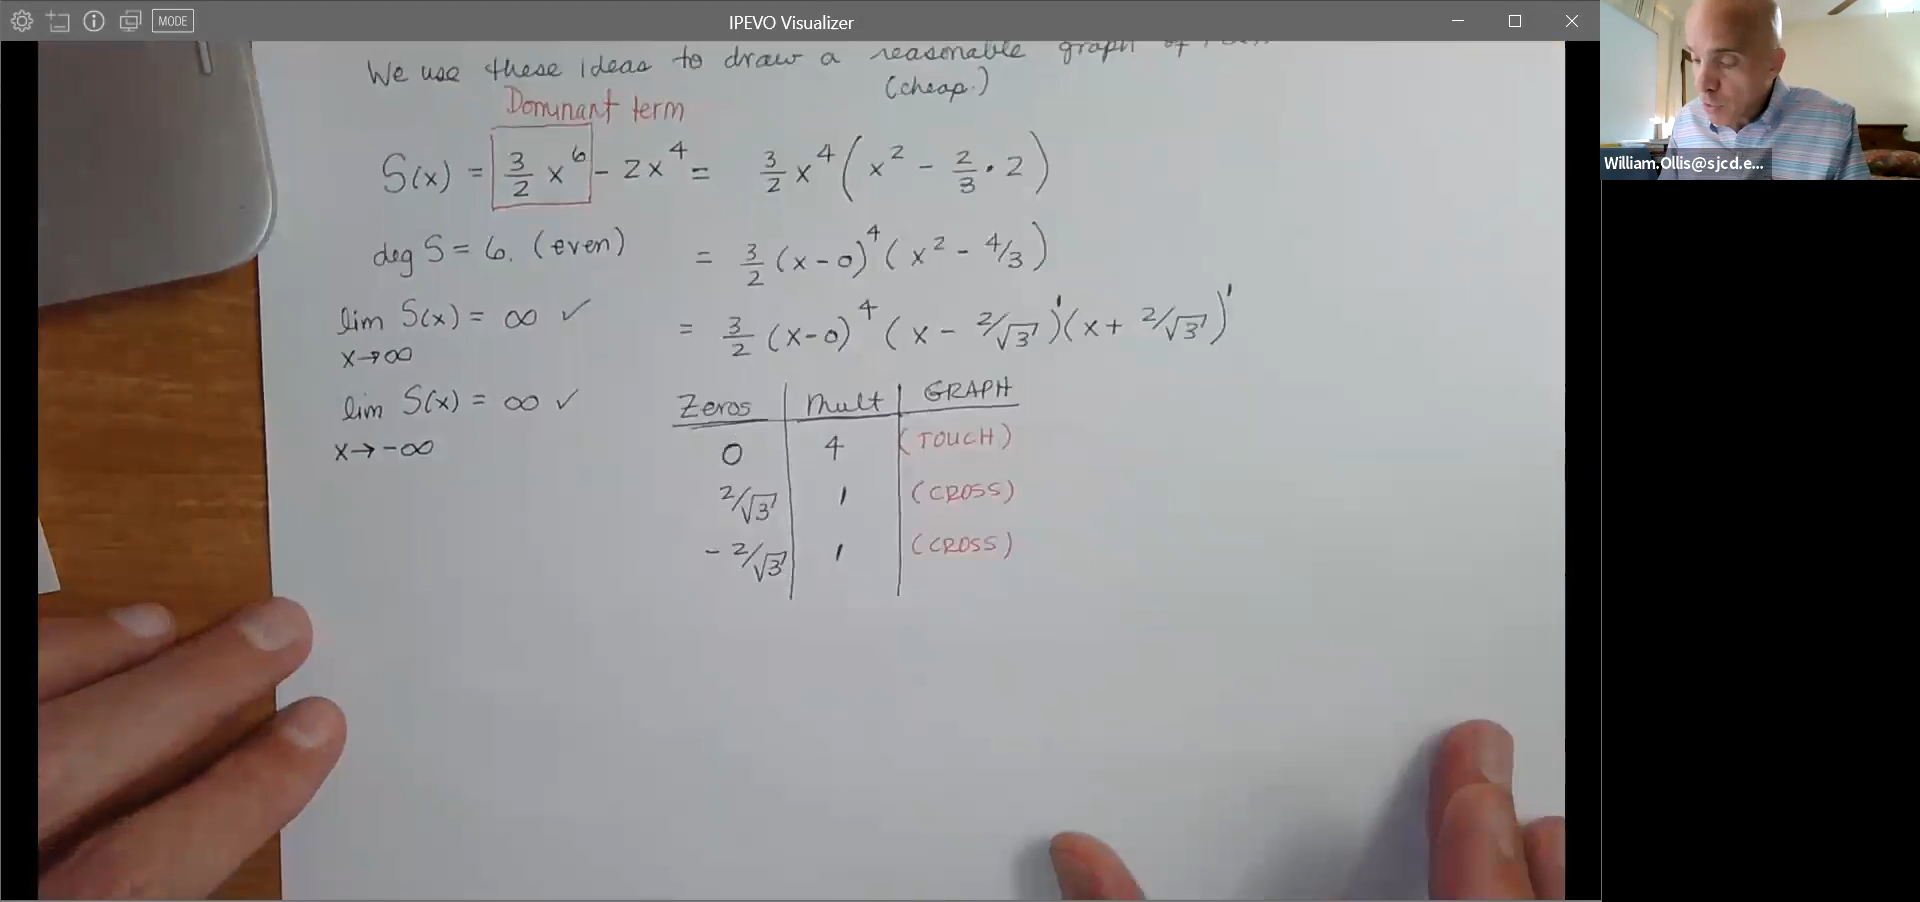 MODE
IPEVO Visualizer
William.Ollis@sjcd.e...
We use these ideas to draw a reasonable graph of
(cheap.)
Dominant term
S(x) = 3/2 x^6 - 2x^4 = 3/2 x^4 (x^2 - 2/3 · 2)
deg S = 6. (even)
= 3/2 (x-0)^4 (x^2 - 4/3)
lim S(x) = ∞ ✓
x→∞
= 3/2 (x-0)^4 (x - 2/√3)^1 (x + 2/√3)^1
lim S(x) = ∞ ✓
x→-∞
Zeros | Mult | GRAPH
0 | 4 | (TOUCH)
2/√3 | 1 | (CROSS)
- 2/√3 | 1 | (CROSS)